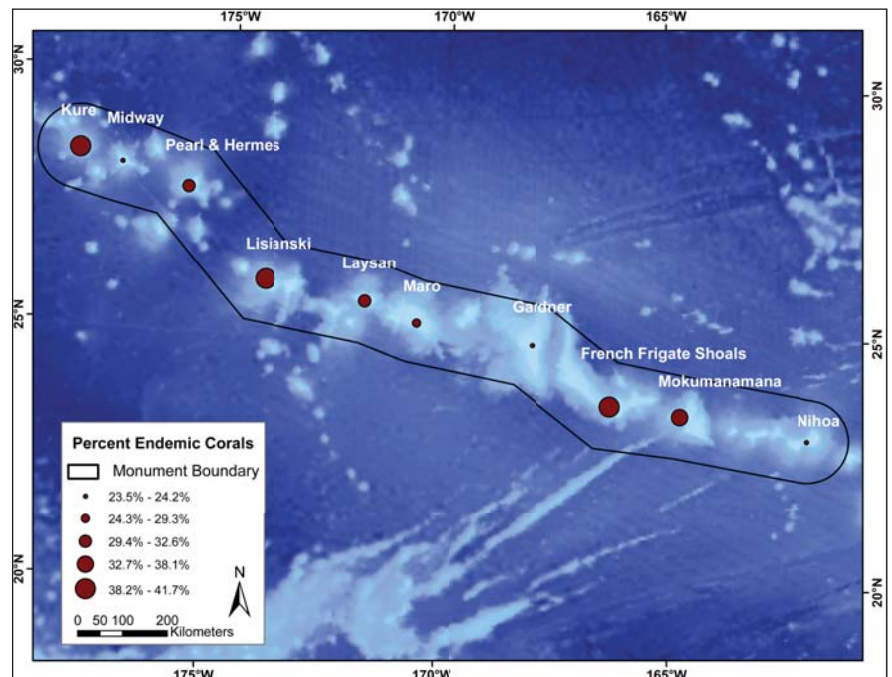 175°W
170°W
165°W
30°N
30°N
Kure
Midway
Pearl & Hermes
Lisianski
Laysan
Maro
Gardner
French Frigate Shoals
Mokumanamana
Nihoa
25°N
25°N
20°N
20°N
Percent Endemic Corals
Monument Boundary
23.5% - 24.2%
24.3% - 29.3%
29.4% - 32.6%
32.7% - 38.1%
38.2% - 41.7%
N
0 50 100 200
Kilometers
175°W
170°W
165°W